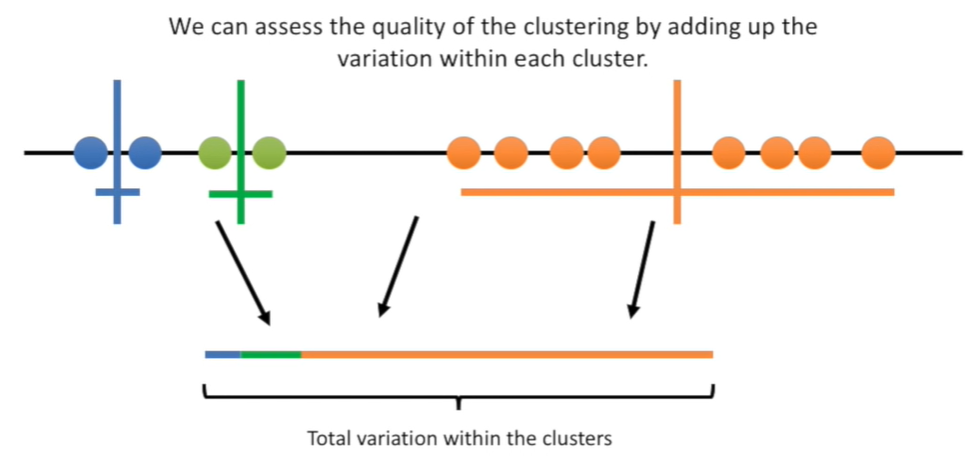 We can assess the quality of the clustering by adding up the
variation within each cluster.
Total variation within the clusters